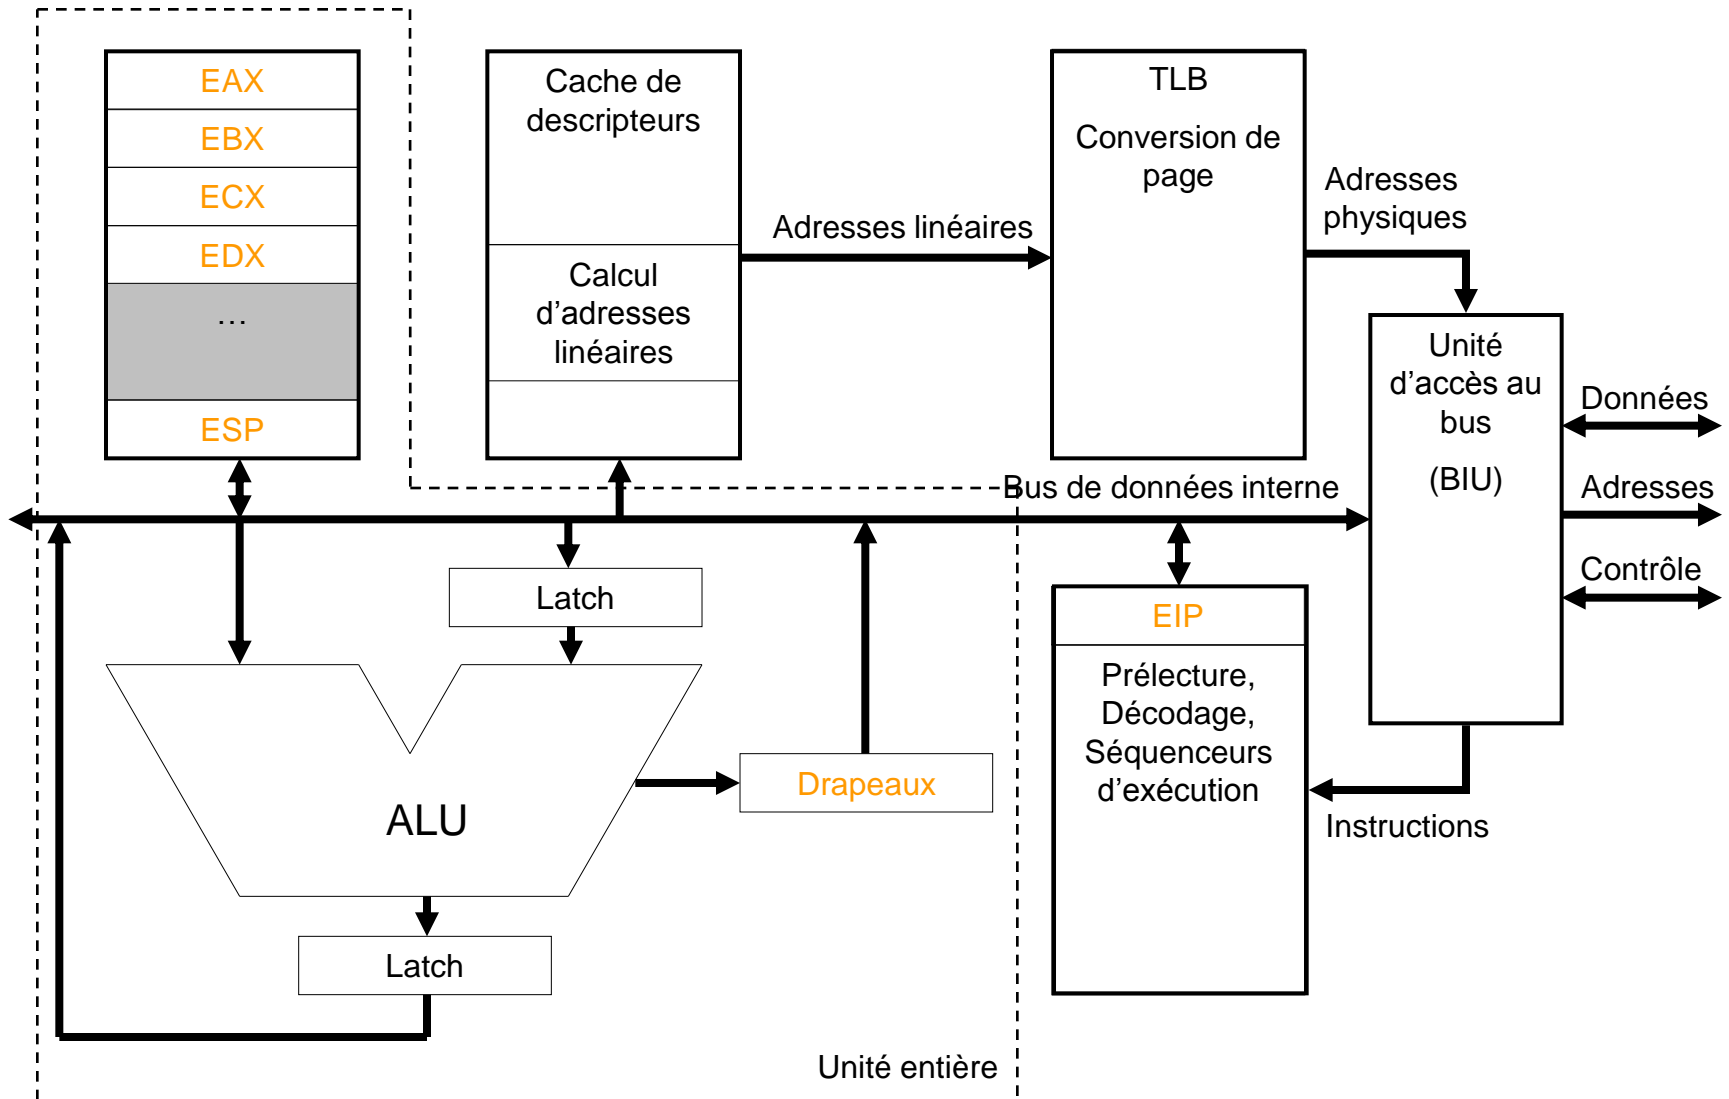 EAX
EBX
ECX
EDX
…
ESP
Cache de
descripteurs
Calcul
d’adresses
linéaires
Adresses linéaires
TLB
Conversion de
page
Adresses
physiques
Unité
d’accès au
bus
(BIU)
Données
Adresses
Contrôle
Bus de données interne
Latch
ALU
Drapeaux
Latch
EIP
Prélecture,
Décodage,
Séquenceurs
d’exécution
Instructions
Unité entière